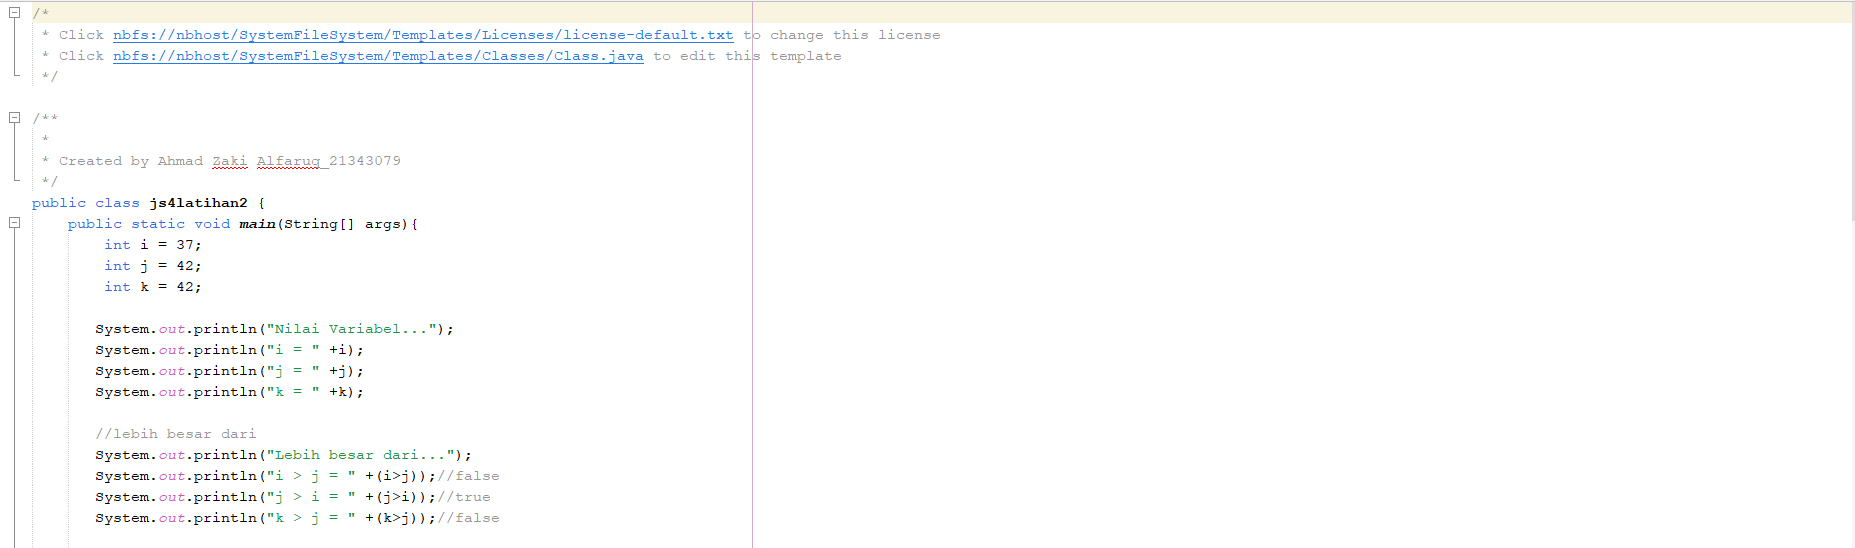 /*
 * Click nbfs://nbhost/SystemFileSystem/Templates/Licenses/license-default.txt to change this license
 * Click nbfs://nbhost/SystemFileSystem/Templates/Classes/Class.java to edit this template
 */
/**
 *
 * Created by Ahmad Zaki Alfaruq_21343079
 */
public class js4latihan2 {
    public static void main(String[] args){
        int i = 37;
        int j = 42;
        int k = 42;
       System.out.println("Nilai Variabel...");
       System.out.println("i = " +i);
       System.out.println("j = " +j);
       System.out.println("k = " +k);
       //lebih besar dari
       System.out.println("Lebih besar dari...");
       System.out.println("i > j = " +(i>j));//false
       System.out.println("j > i = " +(j>i));//true
       System.out.println("k > j = " +(k>j));//false